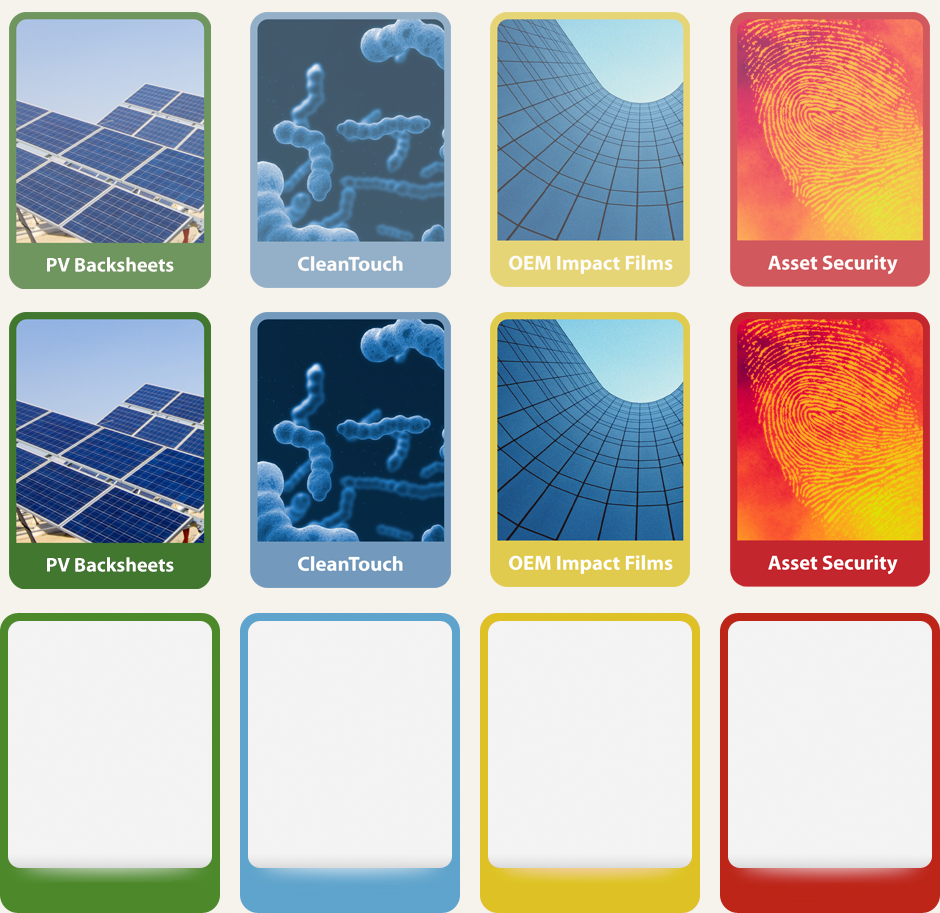 PV Backsheets
CleanTouch
OEM Impact Films
Asset Security
PV Backsheets
CleanTouch
OEM Impact Films
Asset Security